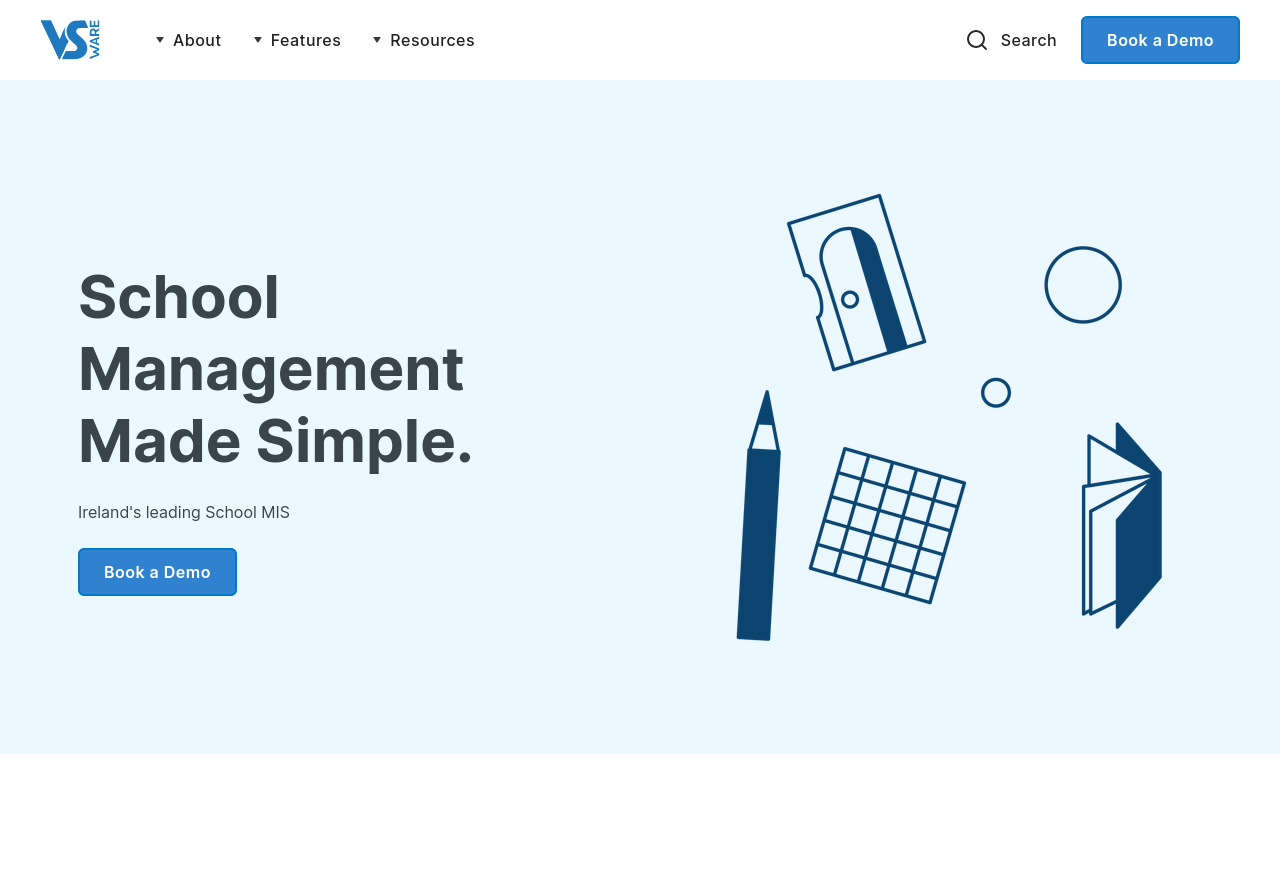 VS WARE
About
Features
Resources
Search
Book a Demo
School
Management
Made Simple.
Ireland's leading School MIS
Book a Demo